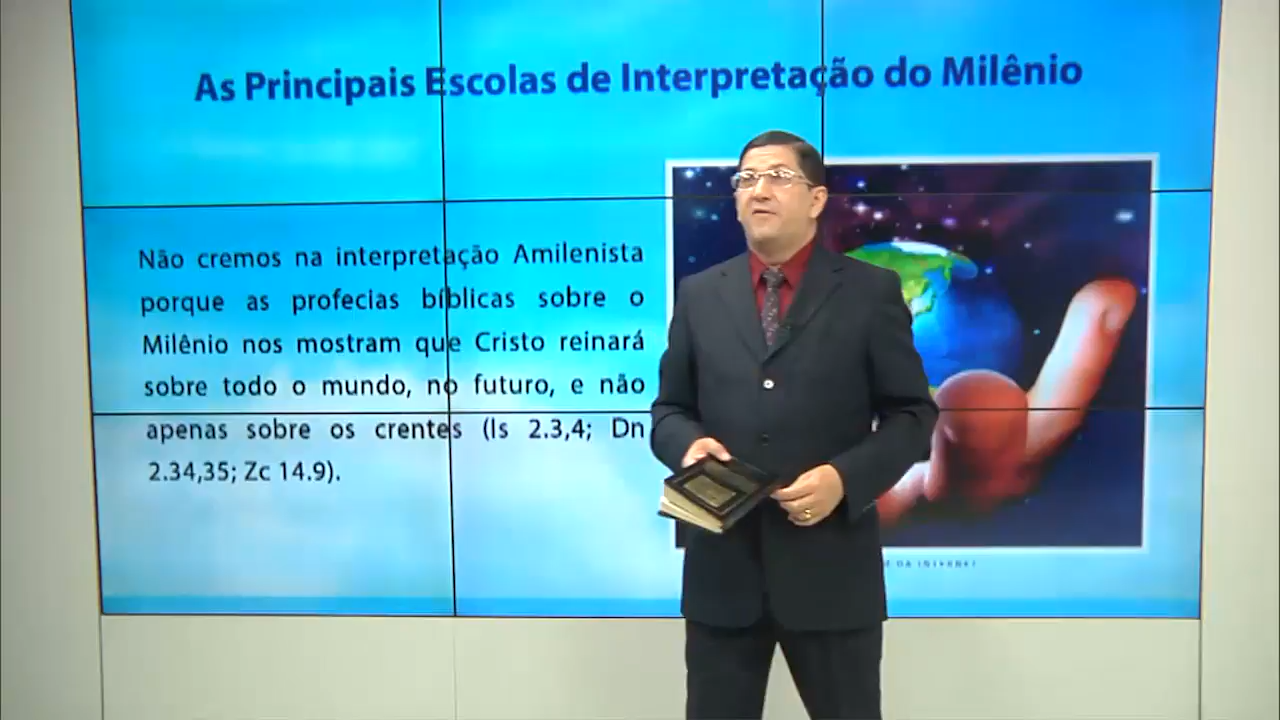 As Principais Escolas de Interpretação do Milênio
Não cremos na interpretação Amilenista
porque as profecias bíblicas sobre o
Milênio nos mostram que Cristo reinará
sobre todo o mundo, no futuro, e não
apenas sobre os crentes (Is 2.3,4; Dn
2.34,35; Zc 14.9).
DA INTERNET